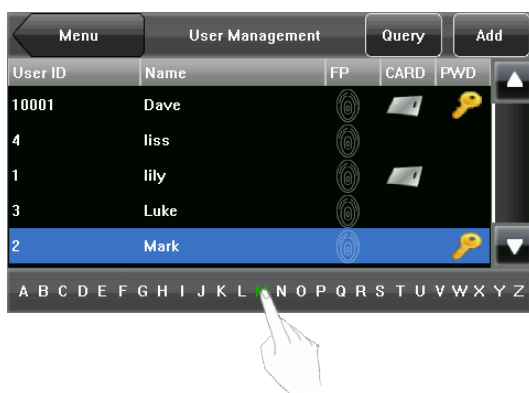 Menu User Management Query Add
User ID Name FP CARD PWD
10001 Dave
4 liss
1 lily
3 Luke
2 Mark
A B C D E F G H I J K L M N O P Q R S T U V W X Y Z